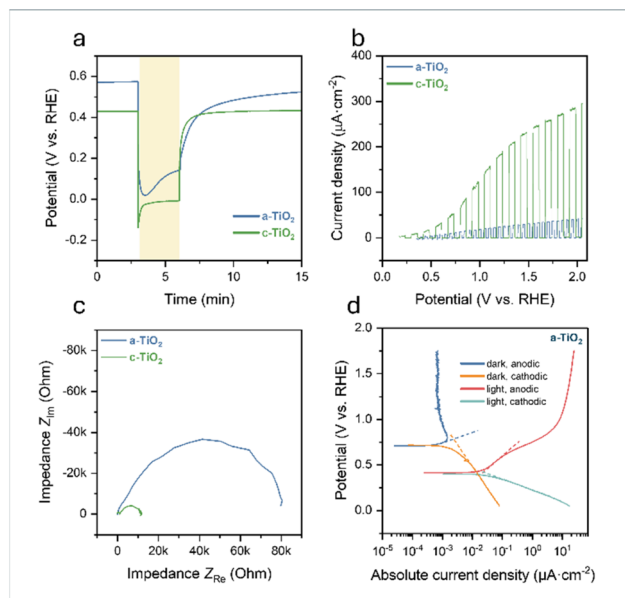 a
a-TiO₂
c-TiO₂
Potential (V vs. RHE)
0.6
0.4
0.2
0.0
-0.2
0
5
10
15
Time (min)
b
a-TiO₂
c-TiO₂
Current density (µA·cm⁻²)
400
300
200
100
0
0.0
0.5
1.0
1.5
2.0
Potential (V vs. RHE)
c
a-TiO₂
c-TiO₂
Impedance Z_Im (Ohm)
-80k
-60k
-40k
-20k
0
0
20k
40k
60k
80k
Impedance Z_Re (Ohm)
d
a-TiO₂
dark, anodic
dark, cathodic
light, anodic
light, cathodic
Potential (V vs. RHE)
2.0
1.5
1.0
0.5
0.0
10⁻⁵
10⁻⁴
10⁻³
10⁻²
10⁻¹
10⁰
10¹
Absolute current density (µA·cm⁻²)